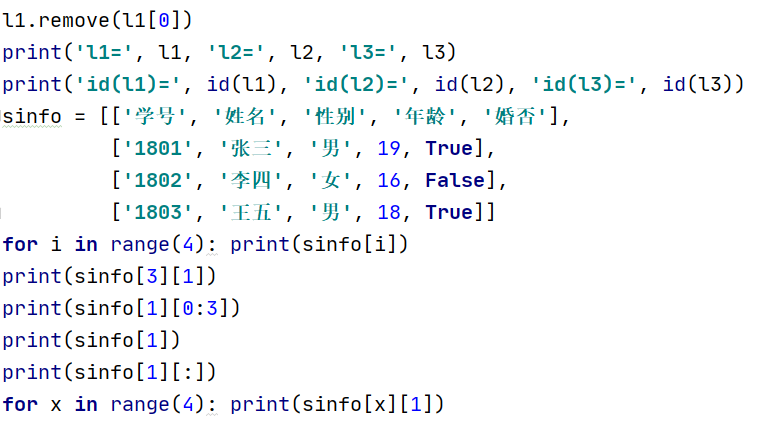 l1.remove(l1[0])
print('l1=', l1, 'l2=', l2, 'l3=', l3)
print('id(l1)=', id(l1), 'id(l2)=', id(l2), 'id(l3)=', id(l3))
sinfo = [['学号', '姓名', '性别', '年龄', '婚否'],
['1801', '张三', '男', 19, True],
['1802', '李四', '女', 16, False],
['1803', '王五', '男', 18, True]]
for i in range(4): print(sinfo[i])
print(sinfo[3][1])
print(sinfo[1][0:3])
print(sinfo[1])
print(sinfo[1][:])
for x in range(4): print(sinfo[x][1])